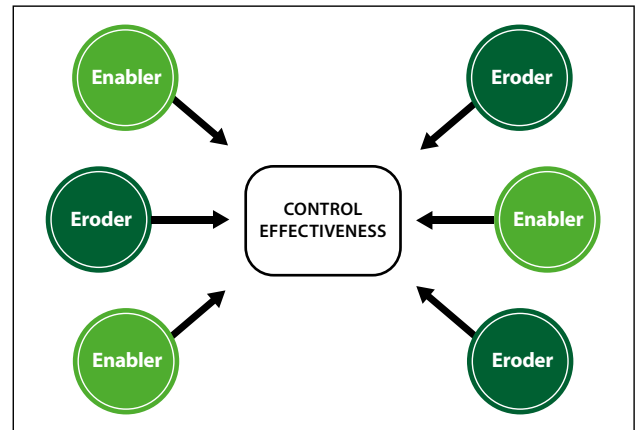 Enabler
Eroder
Eroder
CONTROL
EFFECTIVENESS
Enabler
Enabler
Eroder